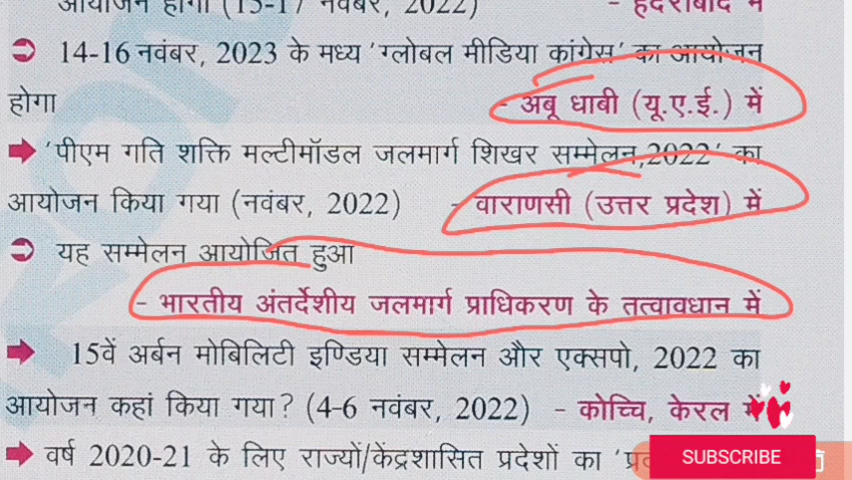 आयोजन होगा (15-17 नवंबर, 2022) - हैदराबाद में
14-16 नवंबर, 2023 के मध्य 'ग्लोबल मीडिया कांग्रेस' का आयोजन
होगा - अबू धाबी (यू.ए.ई.) में
'पीएम गति शक्ति मल्टीमॉडल जलमार्ग शिखर सम्मेलन,2022' का
आयोजन किया गया (नवंबर, 2022) - वाराणसी (उत्तर प्रदेश) में
यह सम्मेलन आयोजित हुआ
- भारतीय अंतर्देशीय जलमार्ग प्राधिकरण के तत्वावधान में
15वें अर्बन मोबिलिटी इण्डिया सम्मेलन और एक्सपो, 2022 का
आयोजन कहां किया गया? (4-6 नवंबर, 2022) - कोच्चि, केरल में
वर्ष 2020-21 के लिए राज्यों/केंद्रशासित प्रदेशों का
SUBSCRIBE